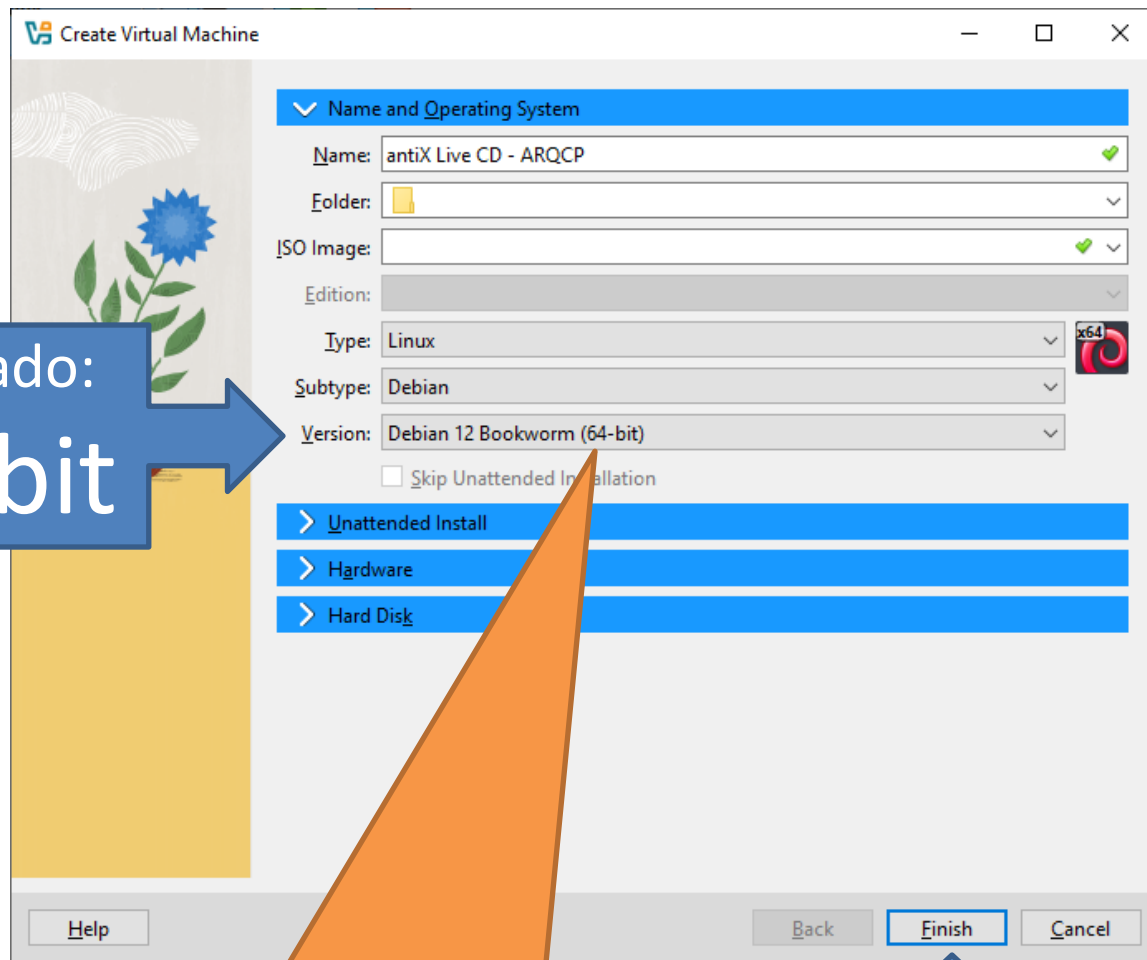 Create Virtual Machine
Name and Operating System
Name: antiX Live CD - ARQCP
Folder:
ISO Image:
Edition:
Type: Linux
x64
Subtype: Debian
Version: Debian 12 Bookworm (64-bit)
Skip Unattended In allation
Unattended Install
Hardware
Hard Disk
Help Back Finish Cancel
ado:
bit